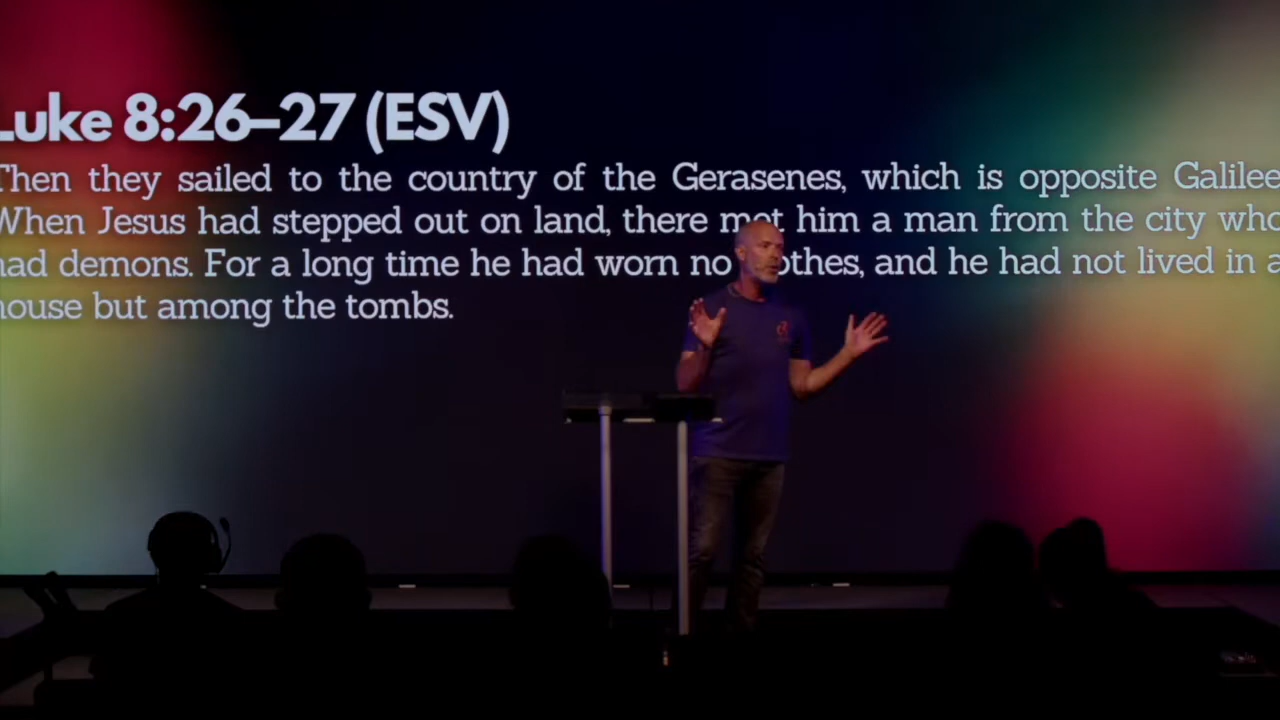 Luke 8:26–27 (ESV)
Then they sailed to the country of the Gerasenes, which is opposite Galilee
When Jesus had stepped out on land, there met him a man from the city who
had demons. For a long time he had worn no othes, and he had not lived in a
house but among the tombs.